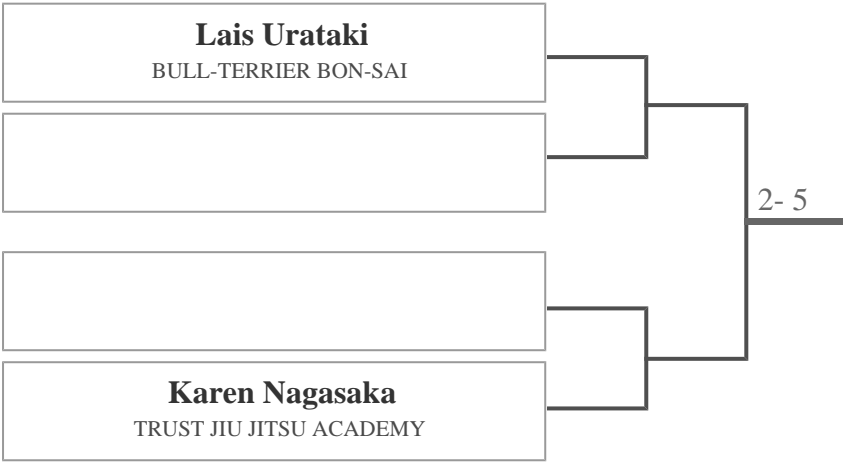 Lais Urataki
BULL-TERRIER BON-SAI
2- 5
Karen Nagasaka
TRUST JIU JITSU ACADEMY